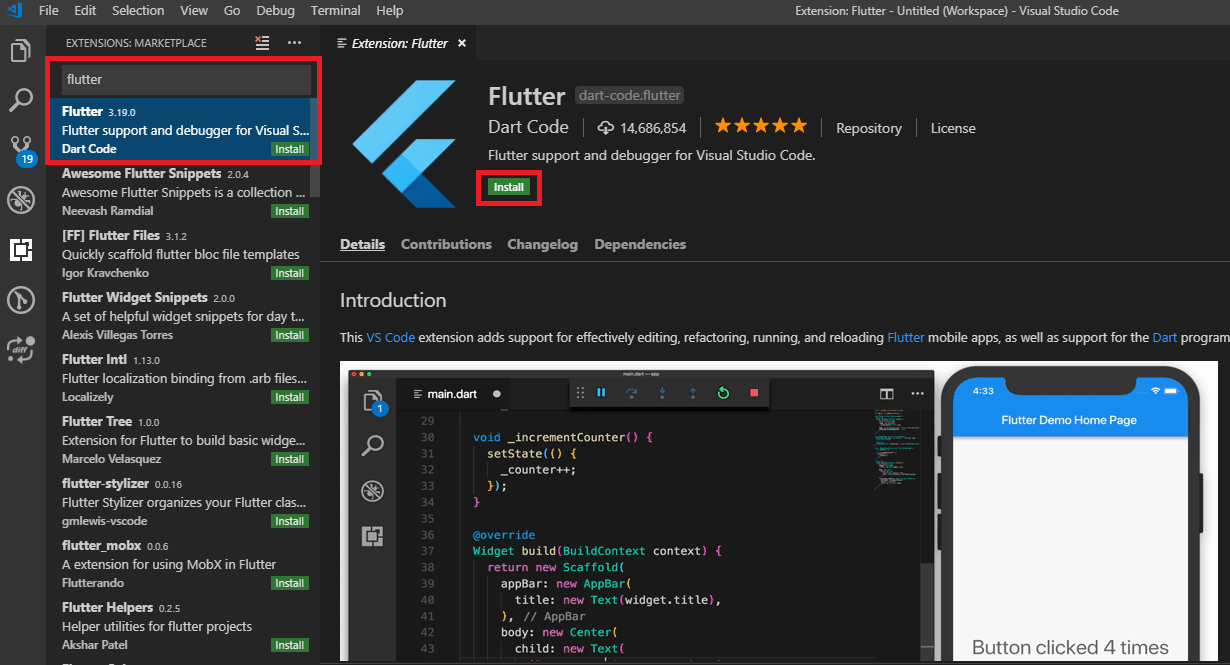 File Edit Selection View Go Debug Terminal Help
Extension: Flutter - Untitled (Workspace) - Visual Studio Code
EXTENSIONS: MARKETPLACE
flutter
Flutter 3.19.0
Flutter support and debugger for Visual S...
Dart Code Install
Awesome Flutter Snippets 2.0.4
Awesome Flutter Snippets is a collection ...
Neevash Ramdial Install
[FF] Flutter Files 3.1.2
Quickly scaffold flutter bloc file templates
Igor Kravchenko Install
Flutter Widget Snippets 2.0.0
A set of helpful widget snippets for day t...
Alexis Villegas Torres Install
Flutter Intl 1.13.0
Flutter localization binding from .arb files...
Localizely Install
Flutter Tree 1.0.0
Extension for Flutter to build basic widge...
Marcelo Velasquez Install
flutter-stylizer 0.0.16
Flutter Stylizer organizes your Flutter clas...
gmlewis-vscode Install
flutter_mobx 0.0.6
A extension for using MobX in Flutter
Flutterando Install
Flutter Helpers 0.2.5
Helper utilities for flutter projects
Akshar Patel Install
19
diff
Extension: Flutter ×
Flutter dart-code.flutter
Dart Code 14,686,854 Repository License
Flutter support and debugger for Visual Studio Code.
Install
Details Contributions Changelog Dependencies
Introduction
This VS Code extension adds support for effectively editing, refactoring, running, and reloading Flutter mobile apps, as well as support for the Dart program
main.dart — app
1
main.dart
29
30 void _incrementCounter() {
31 setState(() {
32 _counter++;
33 });
34 }
35
36 @override
37 Widget build(BuildContext context) {
38 return new Scaffold(
39 appBar: new AppBar(
40 title: new Text(widget.title),
41 ), // AppBar
42 body: new Center(
43 child: new Text(
4:33
Flutter Demo Home Page
Button clicked 4 times